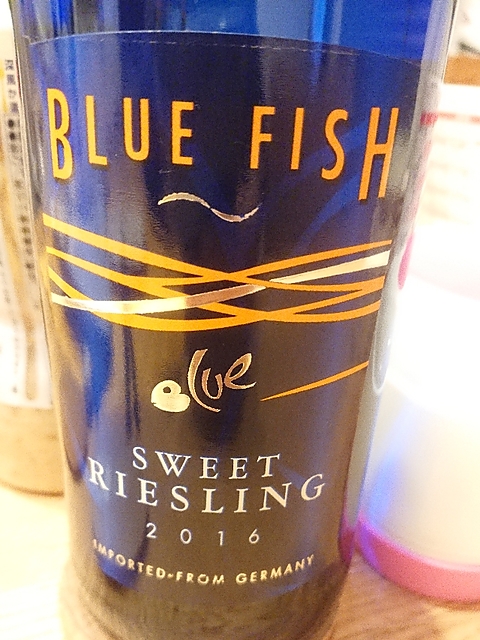 BLUE FISH
Blue
SWEET
RIESLING
2016
IMPORTED-FROM GERMANY